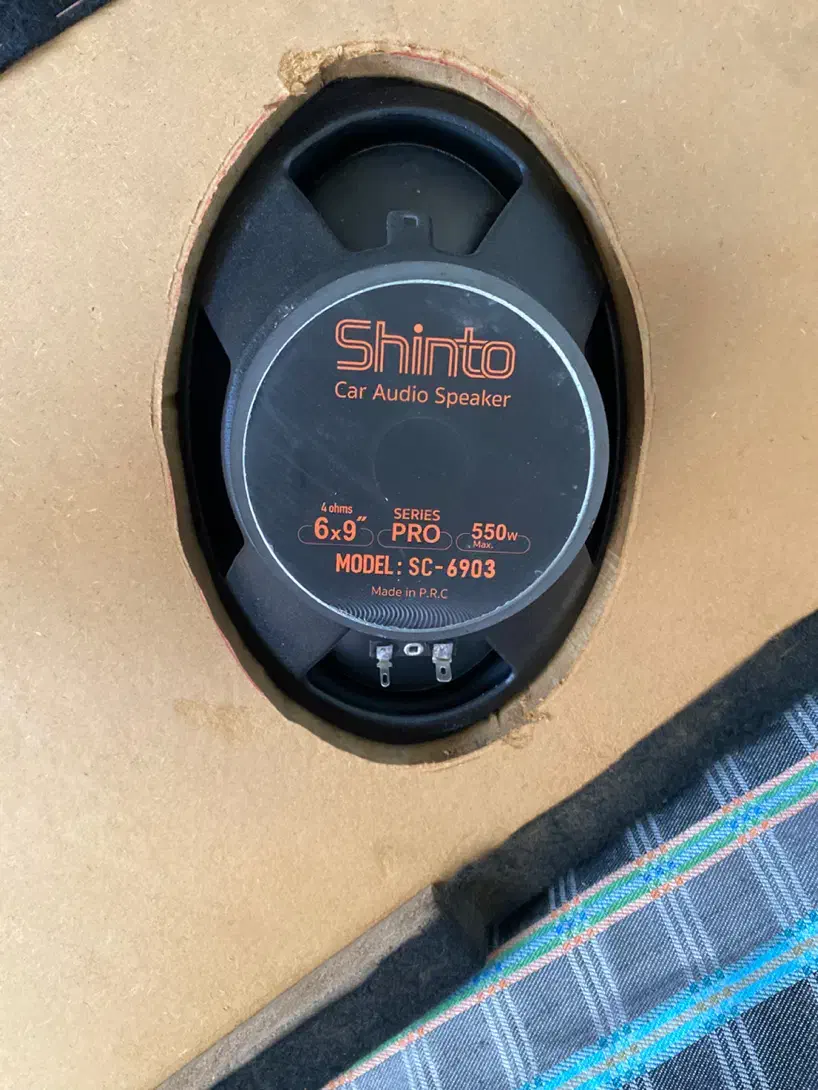 Shinto
Car Audio Speaker
4 ohms
6x9"
SERIES
PRO
550w
Max.
MODEL: SC-6903
Made in P.R.C